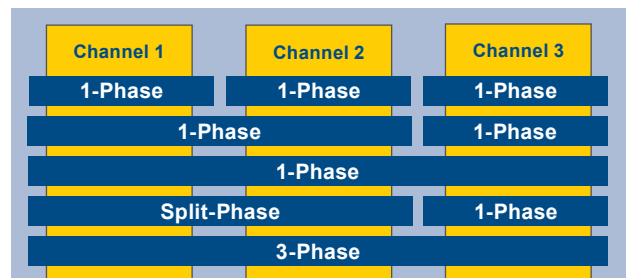 Channel 1 Channel 2 Channel 3
1-Phase 1-Phase 1-Phase
1-Phase 1-Phase
1-Phase
Split-Phase 1-Phase
3-Phase